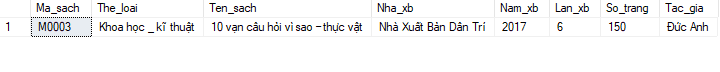 Ma_sach The_loai Ten_sach Nha_xb Nam_xb Lan_xb So_trang Tac_gia
1 M0003 Khoa học _ kĩ thuật 10 vạn câu hỏi vì sao – thực vật Nhà Xuất Bản Dân Trí 2017 6 150 Đức Anh